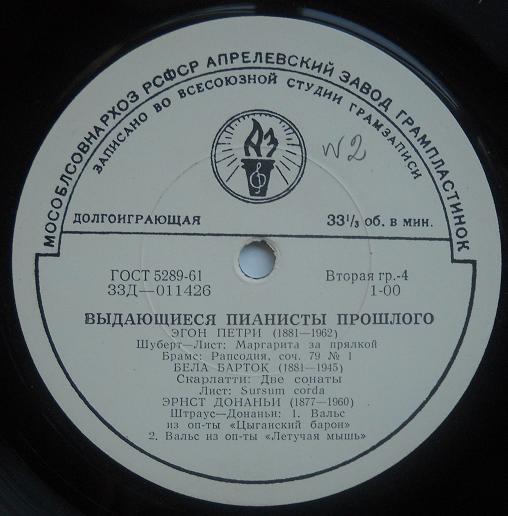 МОСОБЛСОВНАРХОЗ РСФСР АПРЕЛЕВСКИЙ ЗАВОД ГРАМПЛАСТИНОК
ЗАПИСАНО ВО ВСЕСОЮЗНОЙ СТУДИИ ГРАМЗАПИСИ
АЗ
N2
ДОЛГОИГРАЮЩАЯ 33⅓ об. в мин.
ГОСТ 5289-61 Вторая гр.-4
33Д—011426 1-00
ВЫДАЮЩИЕСЯ ПИАНИСТЫ ПРОШЛОГО
ЭГОН ПЕТРИ (1881—1962)
Шуберт—Лист: Маргарита за прялкой
Брамс: Рапсодия, соч. 79 № 1
БЕЛА БАРТОК (1881—1945)
Скарлатти: Две сонаты
Лист: Sursum corda
ЭРНСТ ДОНАНЬИ (1877—1960)
Штраус—Донаньи: 1. Вальс
из оп-ты «Цыганский барон»
2. Вальс из оп-ты «Летучая мышь»